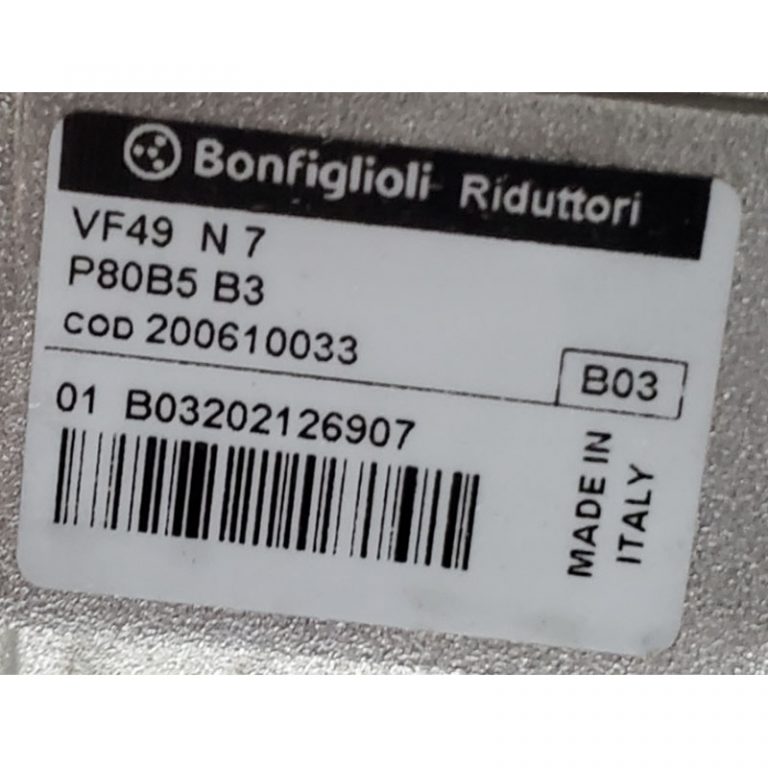 Bonfiglioli Riduttori
VF49 N 7
P80B5 B3
COD 200610033
B03
01 B03202126907
MADE IN
ITALY